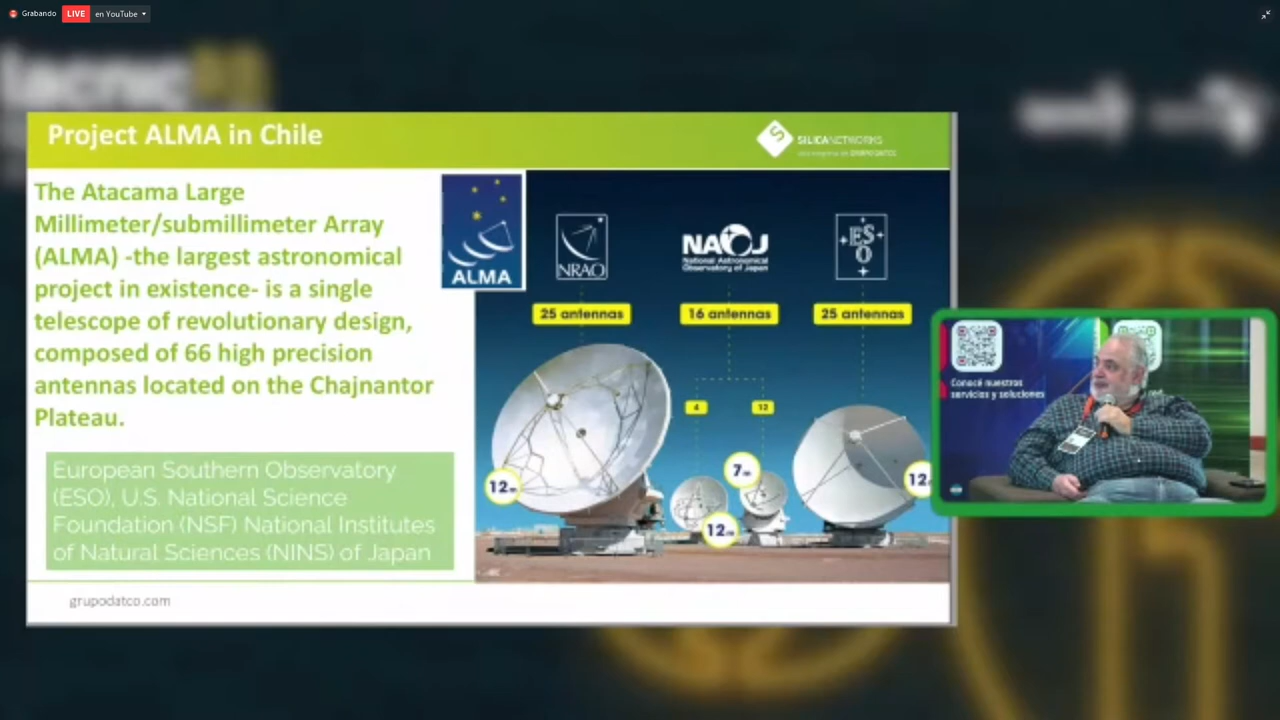 Grabando
LIVE
en YouTube
Project ALMA in Chile
SILICANETWORKS
The Atacama Large
Millimeter/submillimeter Array
(ALMA) -the largest astronomical
project in existence- is a single
telescope of revolutionary design,
composed of 66 high precision
antennas located on the Chajnantor
Plateau.
European Southern Observatory
(ESO), U.S. National Science
Foundation (NSF) National Institutes
of Natural Sciences (NINS) of Japan
grupodatco.com
ALMA
NRAO
NAOJ
National Astronomical
Observatory of Japan
ESO
25 antennas
16 antennas
25 antennas
4
12
12m
7m
12m
12
Conocé nuestros
servicios y soluciones